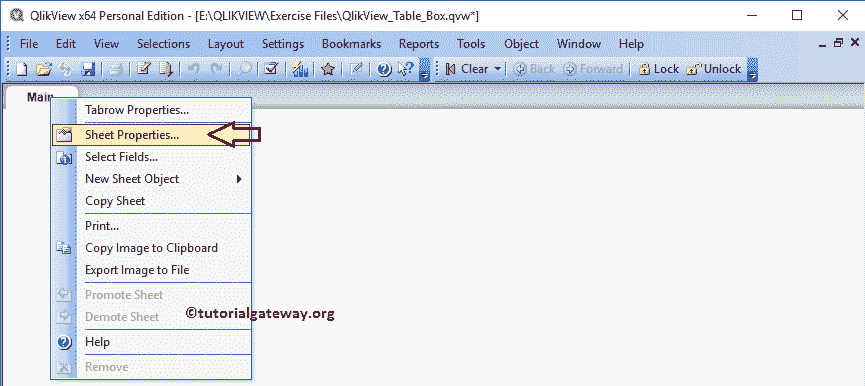 QlikView x64 Personal Edition - [E:\QLIKVIEW\Exercise Files\QlikView_Table_Box.qvw*]
File Edit View Selections Layout Settings Bookmarks Reports Tools Object Window Help
Clear Back Forward Lock Unlock
Main
Tabrow Properties...
Sheet Properties...
Select Fields...
New Sheet Object
Copy Sheet
Print...
Copy Image to Clipboard
Export Image to File
Promote Sheet
Demote Sheet
©tutorialgateway.org
Help
Remove